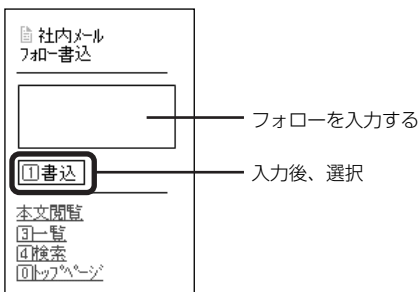 社内メール
フォロー書込
フォローを入力する
1書込
入力後、選択
本文閲覧
3一覧
4検索
0トップページ